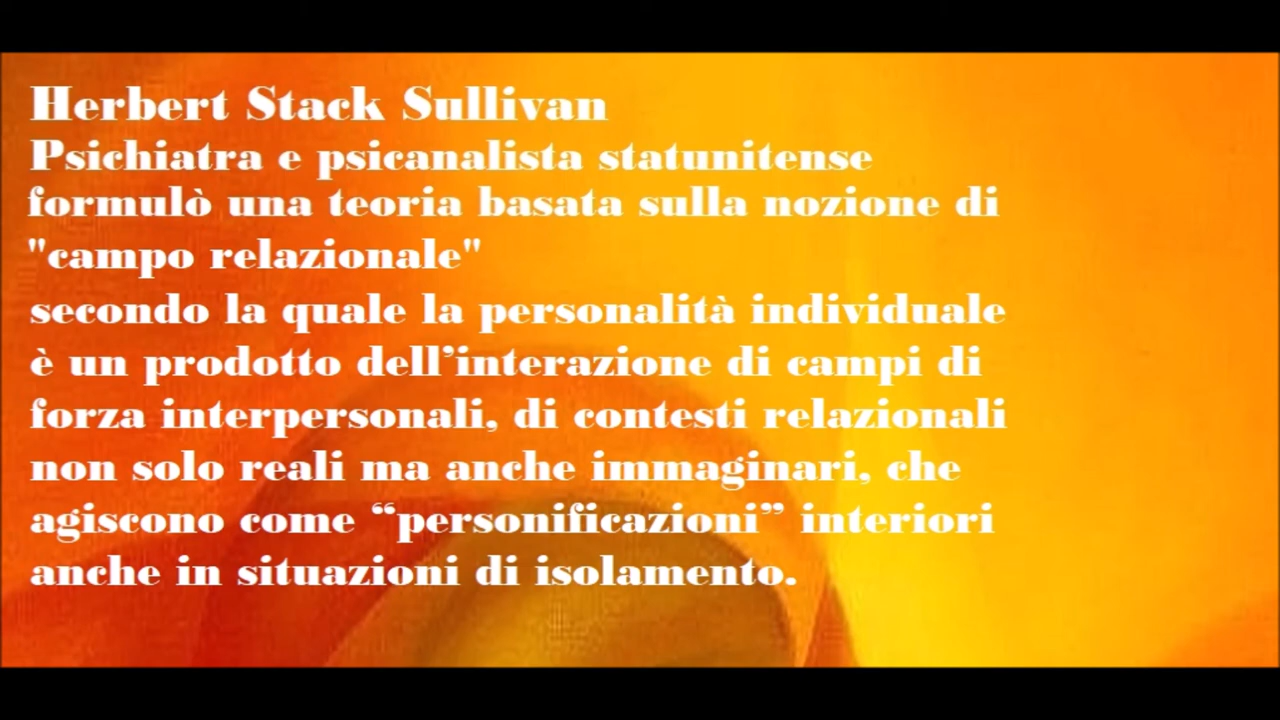 Herbert Stack Sullivan
Psichiatra e psicanalista statunitense
formulò una teoria basata sulla nozione di
"campo relazionale"
secondo la quale la personalità individuale
è un prodotto dell’interazione di campi di
forza interpersonali, di contesti relazionali
non solo reali ma anche immaginari, che
agiscono come “personificazioni” interiori
anche in situazioni di isolamento.